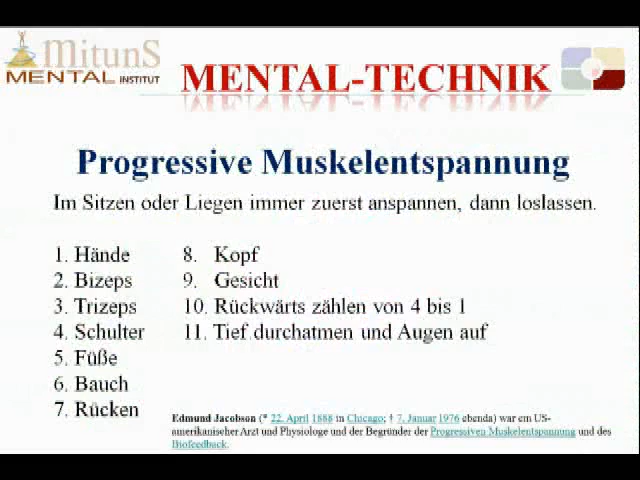 mitunS
MENTAL INSTITUT
MENTAL-TECHNIK
Progressive Muskelentspannung
Im Sitzen oder Liegen immer zuerst anspannen, dann loslassen.
1. Hände
2. Bizeps
3. Trizeps
4. Schulter
5. Füße
6. Bauch
7. Rücken
8. Kopf
9. Gesicht
10. Rückwärts zählen von 4 bis 1
11. Tief durchatmen und Augen auf
Edmund Jacobson (* 22. April 1888 in Chicago; † 7. Januar 1976 ebenda) war ein US-
amerikanischer Arzt und Physiologe und der Begründer der Progressiven Muskelentspannung und des
Biofeedback.